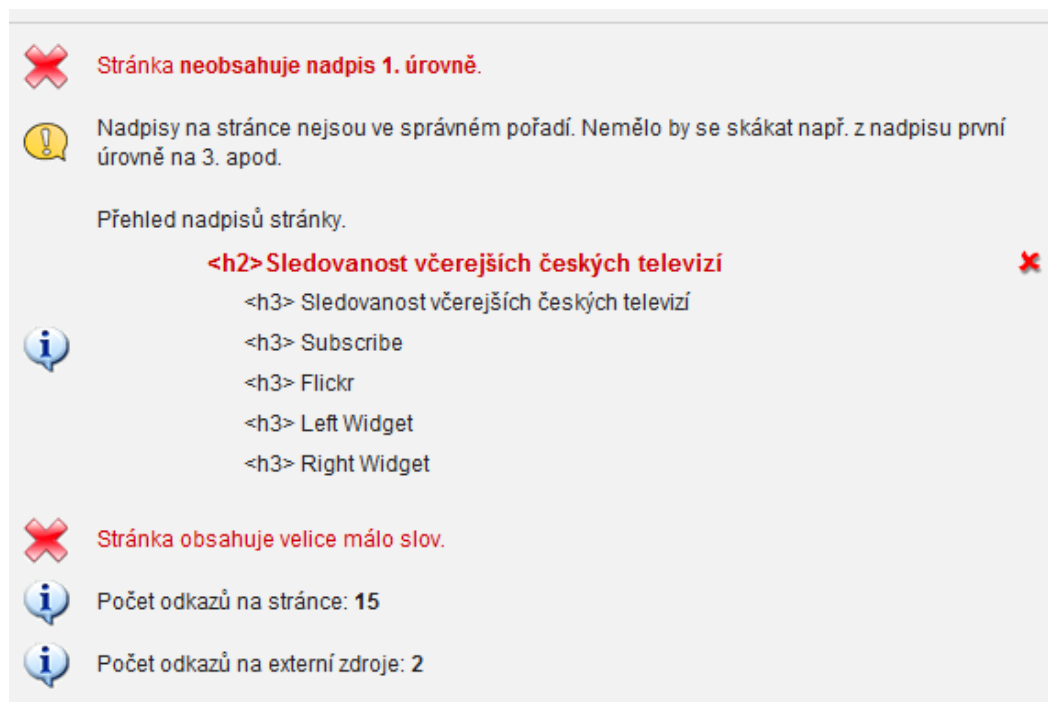 Stránka neobsahuje nadpis 1. úrovně.
Nadpisy na stránce nejsou ve správném pořadí. Nemělo by se skákat např. z nadpisu první
úrovně na 3. apod.
Přehled nadpisů stránky.
<h2>Sledovanost včerejších českých televizí
<h3> Sledovanost včerejších českých televizí
<h3> Subscribe
<h3> Flickr
<h3> Left Widget
<h3> Right Widget
Stránka obsahuje velice málo slov.
Počet odkazů na stránce: 15
Počet odkazů na externí zdroje: 2